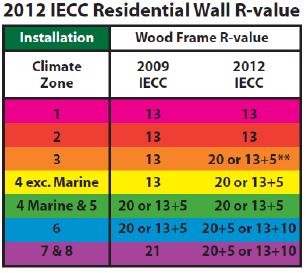 2012 IECC Residential Wall R-value
Installation Wood Frame R-value
Climate 2009 2012
Zone IECC IECC
1 13 13
2 13 13
3 13 20 or 13+5**
4 exc. Marine 13 20 or 13+5
4 Marine & 5 20 or 13+5 20 or 13+5
6 20 or 13+5 20+5 or 13+10
7 & 8 21 20+5 or 13+10